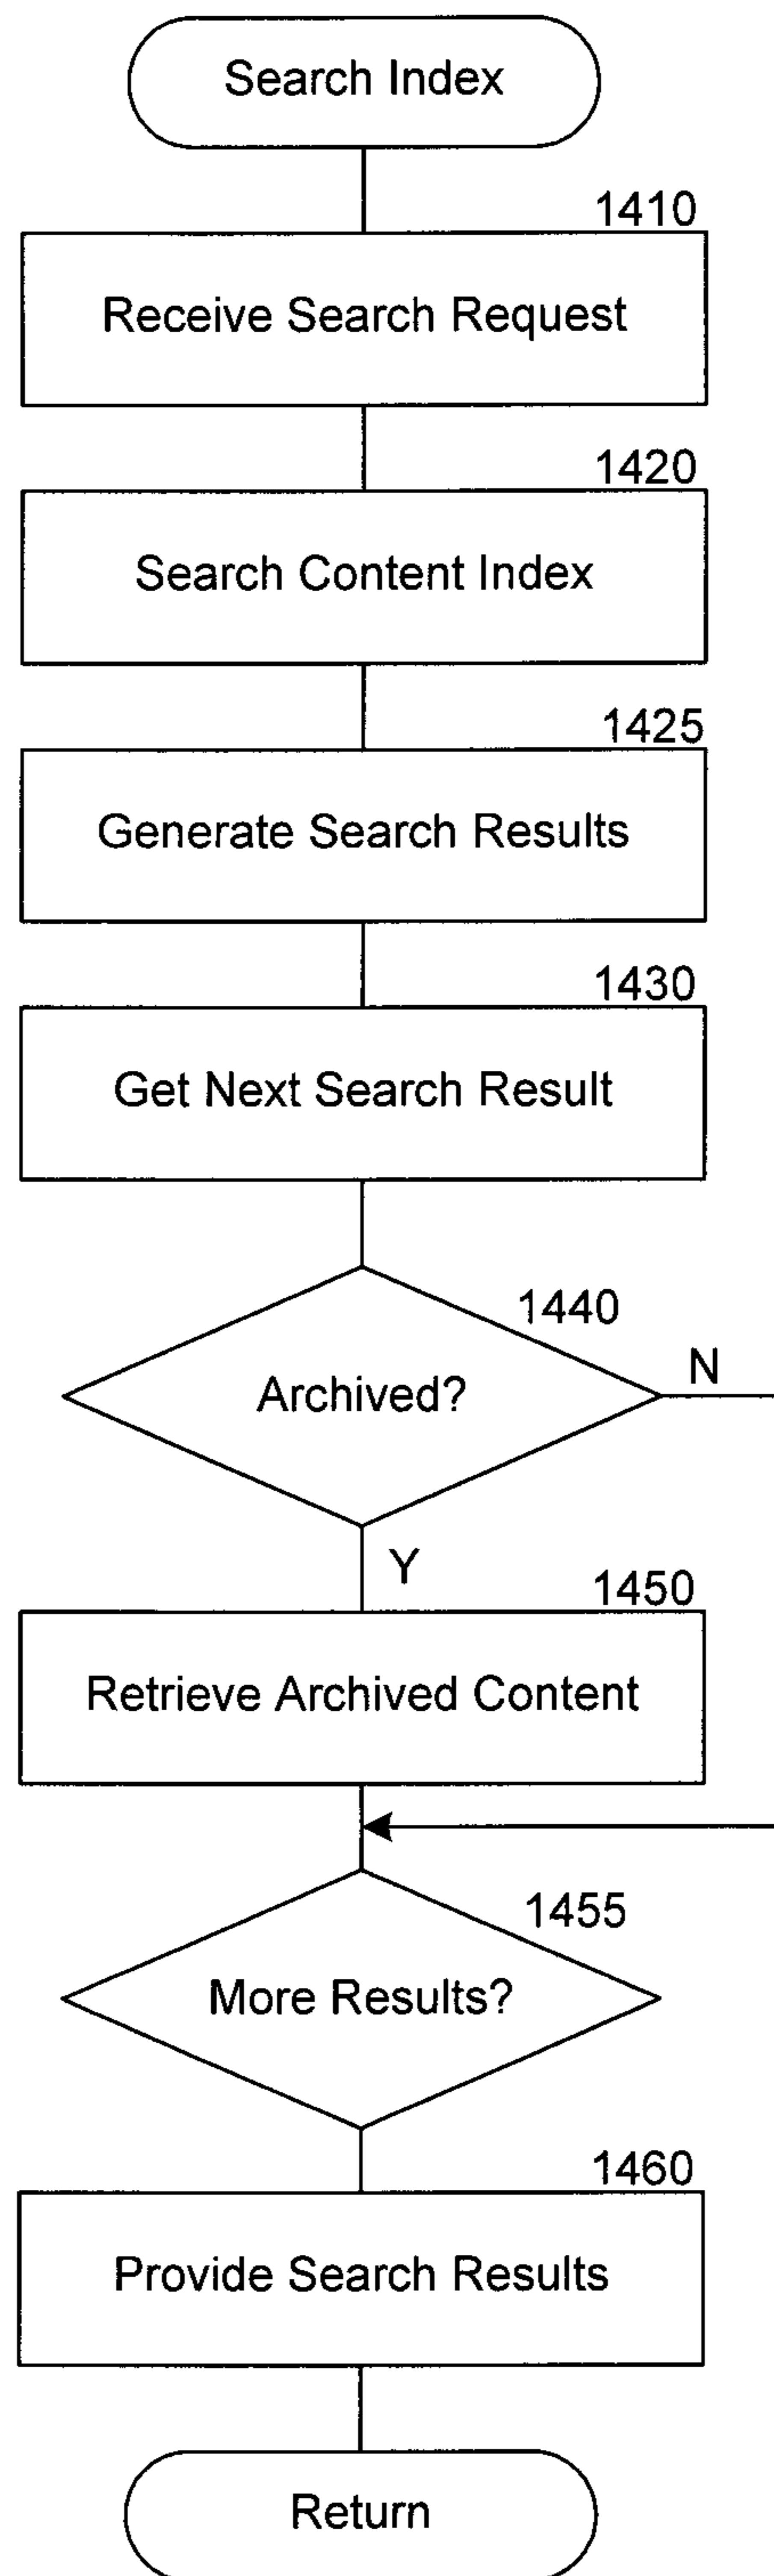 Search Index
1410
Receive Search Request
1420
Search Content Index
1425
Generate Search Results
1430
Get Next Search Result
1440
Archived?
N
Y
1450
Retrieve Archived Content
1455
More Results?
1460
Provide Search Results
Return